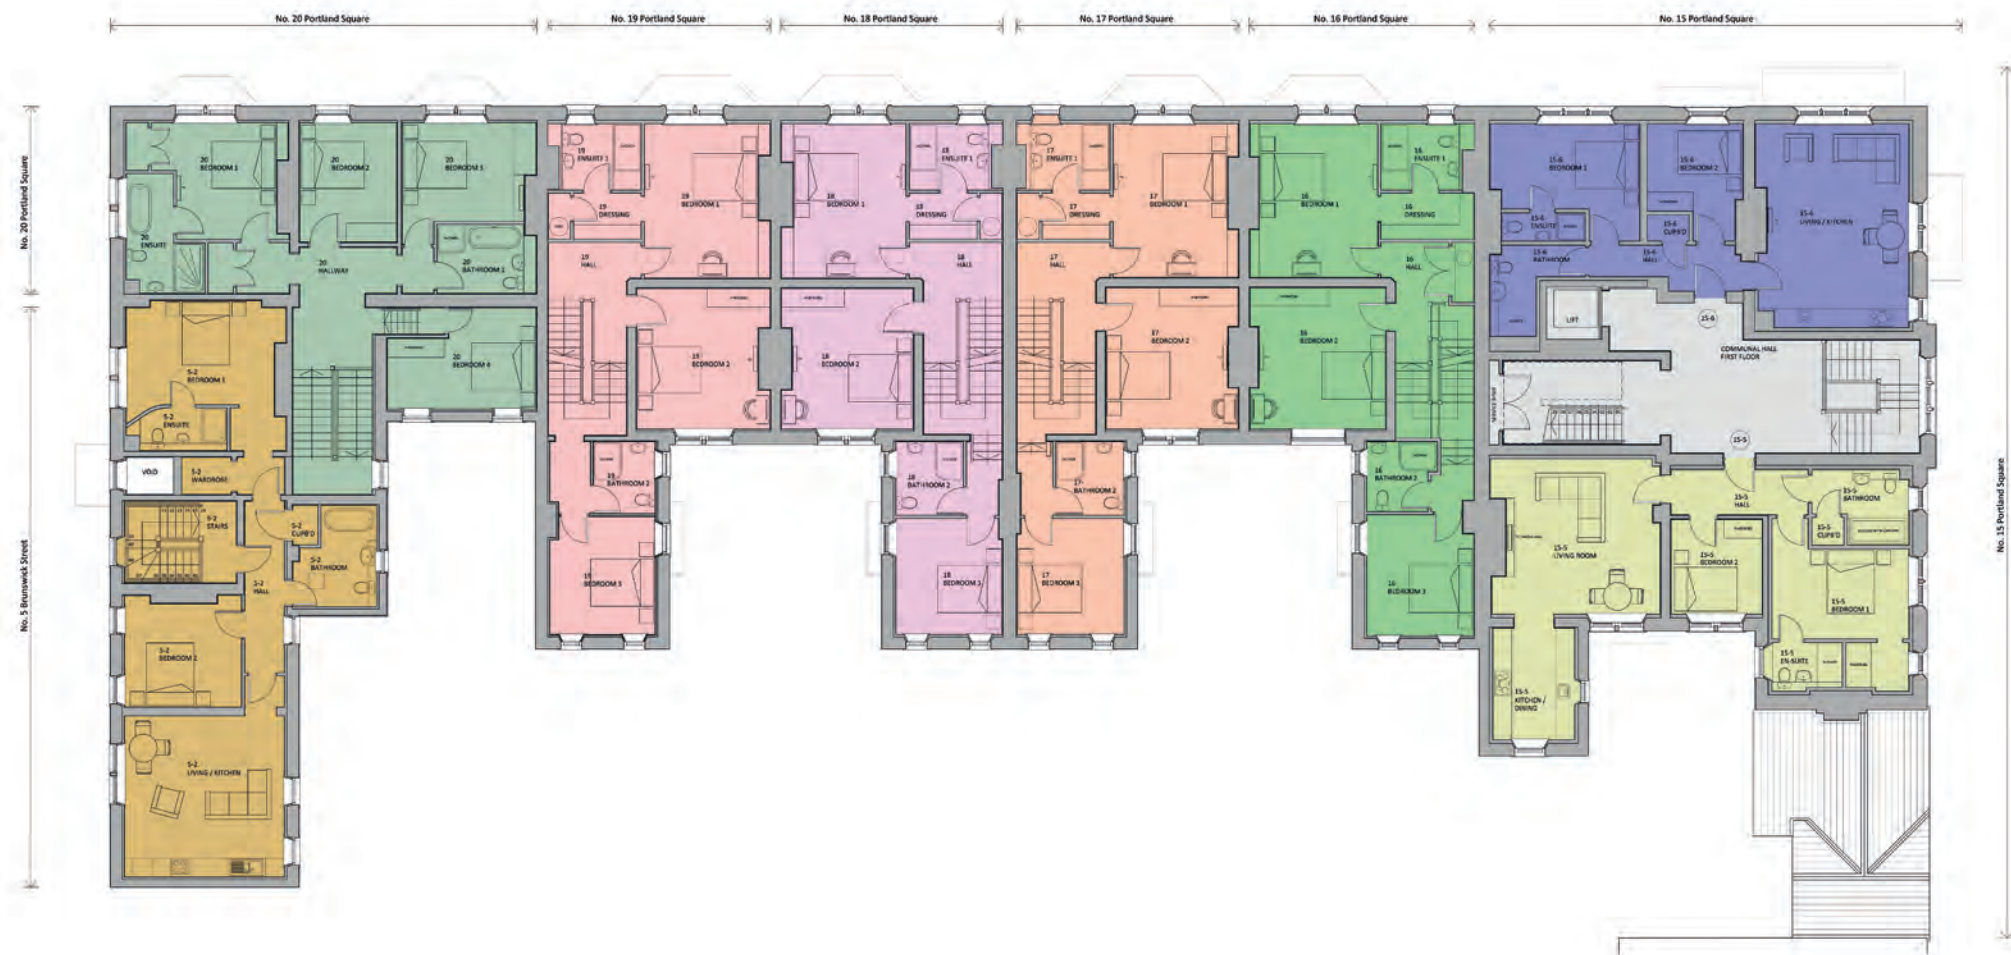 No. 20 Portland Square
No. 19 Portland Square
No. 18 Portland Square
No. 17 Portland Square
No. 16 Portland Square
No. 15 Portland Square
No. 20 Portland Square
No. 5 Brunswick Street
No. 15 Portland Square
20
BEDROOM 1
20
BEDROOM 2
20
BEDROOM 3
20
ENSUITE
20
HALLWAY
20
BATHROOM 1
20
BEDROOM 4
5-2
BEDROOM 1
5-2
ENSUITE
VOID
5-2
WARDROBE
5-2
STAIRS
5-2
CUPB'D
5-2
BATHROOM
5-2
HALL
5-2
BEDROOM 2
5-2
LIVING / KITCHEN
19
ENSUITE 1
19
DRESSING
19
BEDROOM 1
19
HALL
19
BEDROOM 2
19
BATHROOM 2
19
BEDROOM 3
18
BEDROOM 1
18
ENSUITE 1
18
DRESSING
18
HALL
18
BEDROOM 2
18
BATHROOM 2
18
BEDROOM 3
17
ENSUITE 1
17
DRESSING
17
BEDROOM 1
17
HALL
17
BEDROOM 2
17
BATHROOM 2
17
BEDROOM 3
16
BEDROOM 1
16
ENSUITE 1
16
DRESSING
16
HALL
16
BEDROOM 2
16
BATHROOM 2
16
BEDROOM 3
15-6
BEDROOM 1
15-6
BEDROOM 2
15-6
LIVING / KITCHEN
15-6
ENSUITE
15-6
CUPB'D
15-6
BATHROOM
15-6
HALL
LIFT
15-6
COMMUNAL HALL
FIRST FLOOR
15-5
15-5
LIVING ROOM
15-5
HALL
15-5
BATHROOM
15-5
CUPB'D
15-5
BEDROOM 2
15-5
BEDROOM 1
15-5
EN-SUITE
15-5
KITCHEN /
DINING